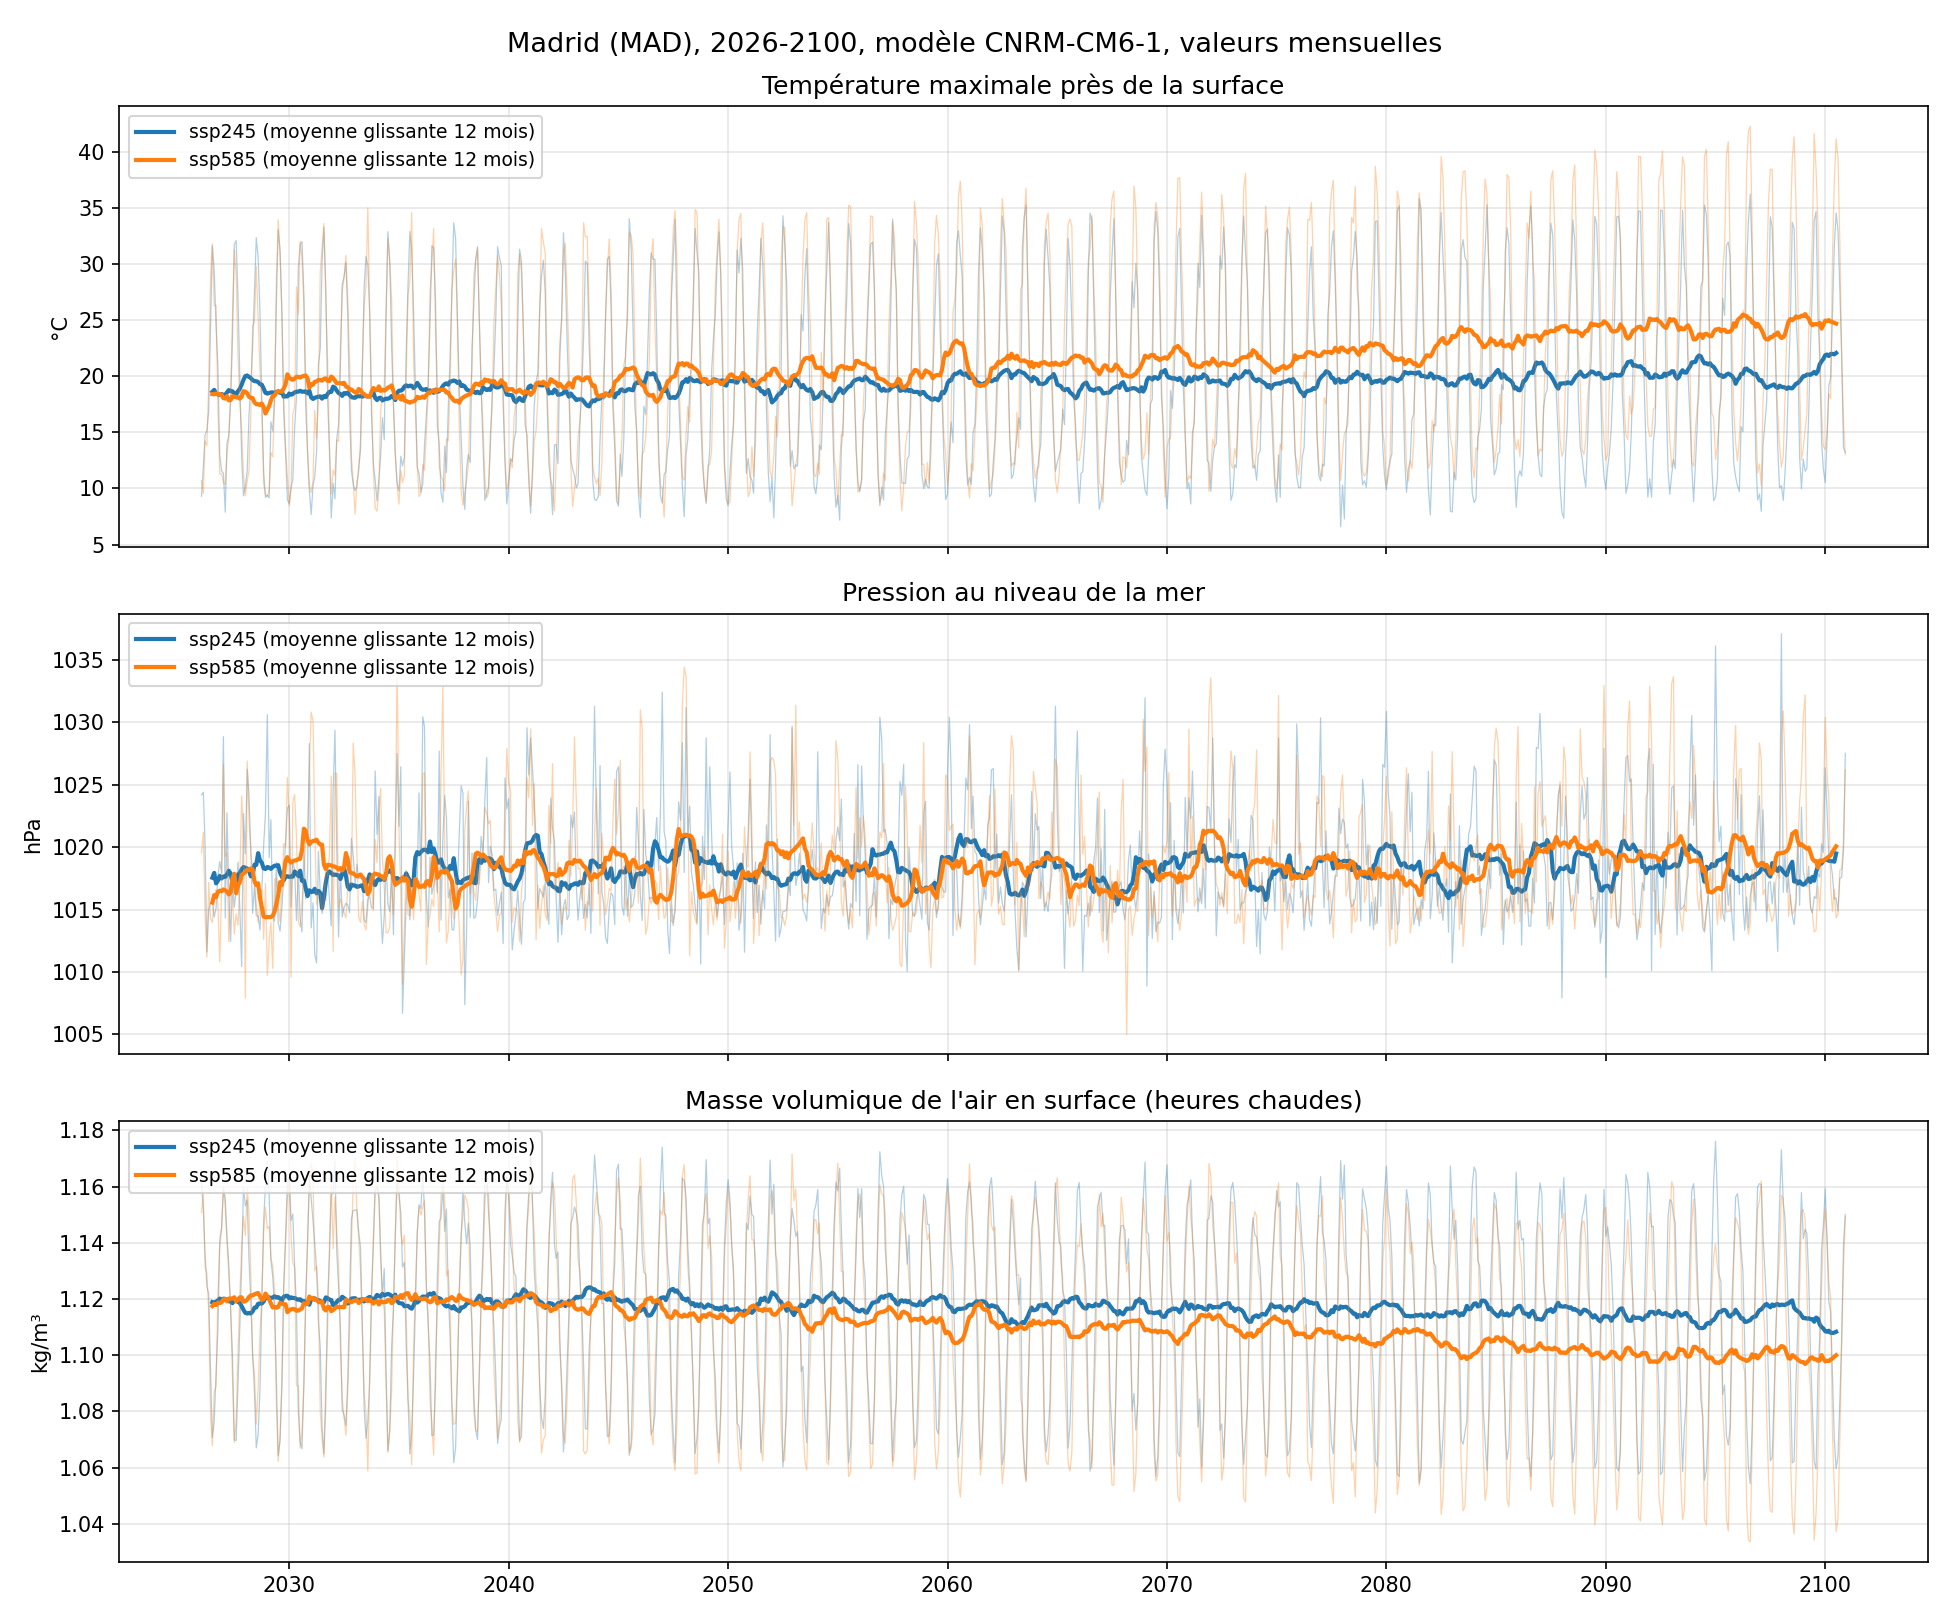 Madrid (MAD), 2026-2100, modèle CNRM-CM6-1, valeurs mensuelles
Température maximale près de la surface
ssp245 (moyenne glissante 12 mois)
ssp585 (moyenne glissante 12 mois)
40
35
30
25
20
15
10
5
°C
Pression au niveau de la mer
ssp245 (moyenne glissante 12 mois)
ssp585 (moyenne glissante 12 mois)
1035
1030
1025
1020
1015
1010
1005
hPa
Masse volumique de l'air en surface (heures chaudes)
ssp245 (moyenne glissante 12 mois)
ssp585 (moyenne glissante 12 mois)
1.18
1.16
1.14
1.12
1.10
1.08
1.06
1.04
kg/m³
2030 2040 2050 2060 2070 2080 2090 2100